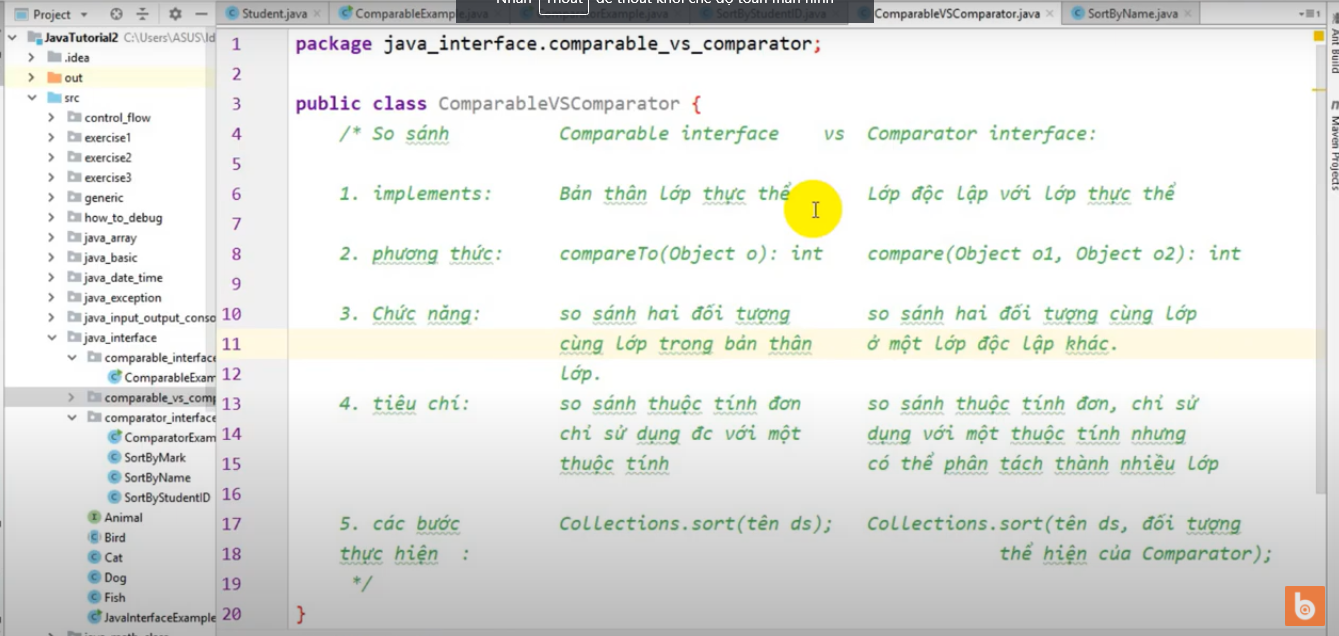 Nhấn Thoát để thoát khỏi chế độ toàn màn hình
Project
Student.java
ComparableExample.java
SortByStudentID.java
ComparableVSComparator.java
SortByName.java
JavaTutorial2 C:\Users\ASUS\Id
.idea
out
src
control_flow
exercise1
exercise2
exercise3
generic
how_to_debug
java_array
java_basic
java_date_time
java_exception
java_input_output_conso
java_interface
comparable_interface
ComparableExam
comparable_vs_comp
comparator_interface
ComparatorExam
SortByMark
SortByName
SortByStudentID
Animal
Bird
Cat
Dog
Fish
JavaInterfaceExample
1 package java_interface.comparable_vs_comparator;
2
3 public class ComparableVSComparator {
4 /* So sánh Comparable interface vs Comparator interface:
5
6 1. implements: Bản thân lớp thực thể Lớp độc lập với lớp thực thể
7
8 2. phương thức: compareTo(Object o): int compare(Object o1, Object o2): int
9
10 3. Chức năng: so sánh hai đối tượng so sánh hai đối tượng cùng lớp
11 cùng lớp trong bản thân ở một lớp độc lập khác.
12 lớp.
13 4. tiêu chí: so sánh thuộc tính đơn so sánh thuộc tính đơn, chỉ sử
14 chỉ sử dụng đc với một dụng với một thuộc tính nhưng
15 thuộc tính có thể phân tách thành nhiều lớp
16
17 5. các bước Collections.sort(tên ds); Collections.sort(tên ds, đối tượng
18 thực hiện : thể hiện của Comparator);
19 */
20 }
Ant Build
Maven Projects